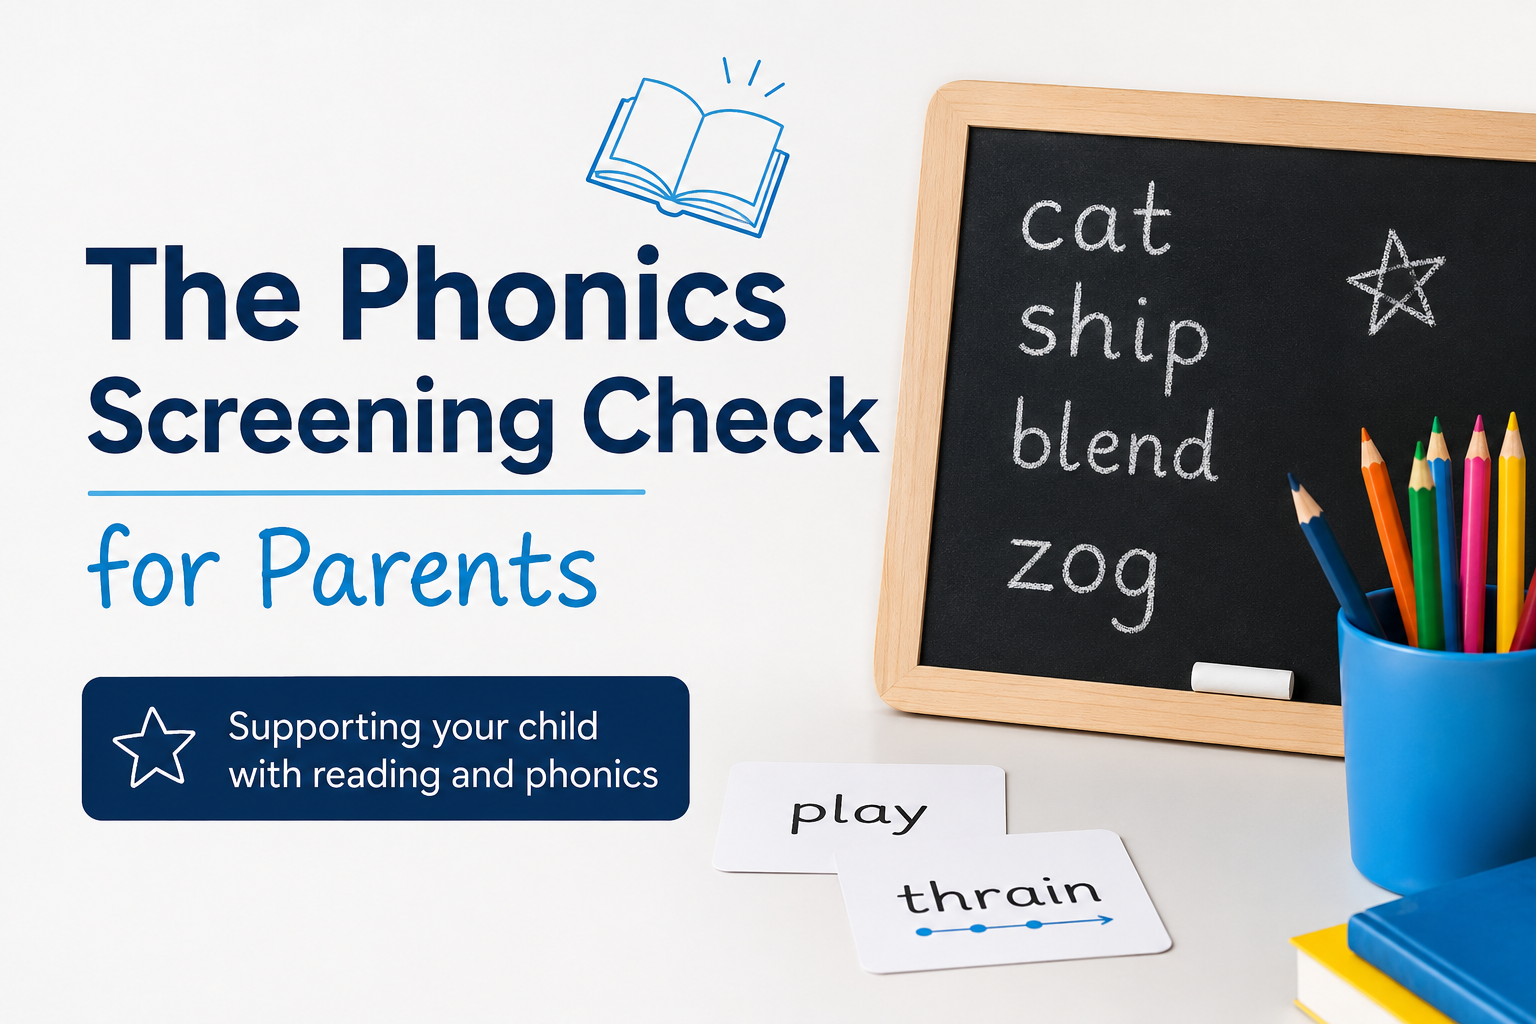 The Phonics
Screening Check
for Parents
Supporting your child
with reading and phonics
cat
ship
blend
zog
play
thrain